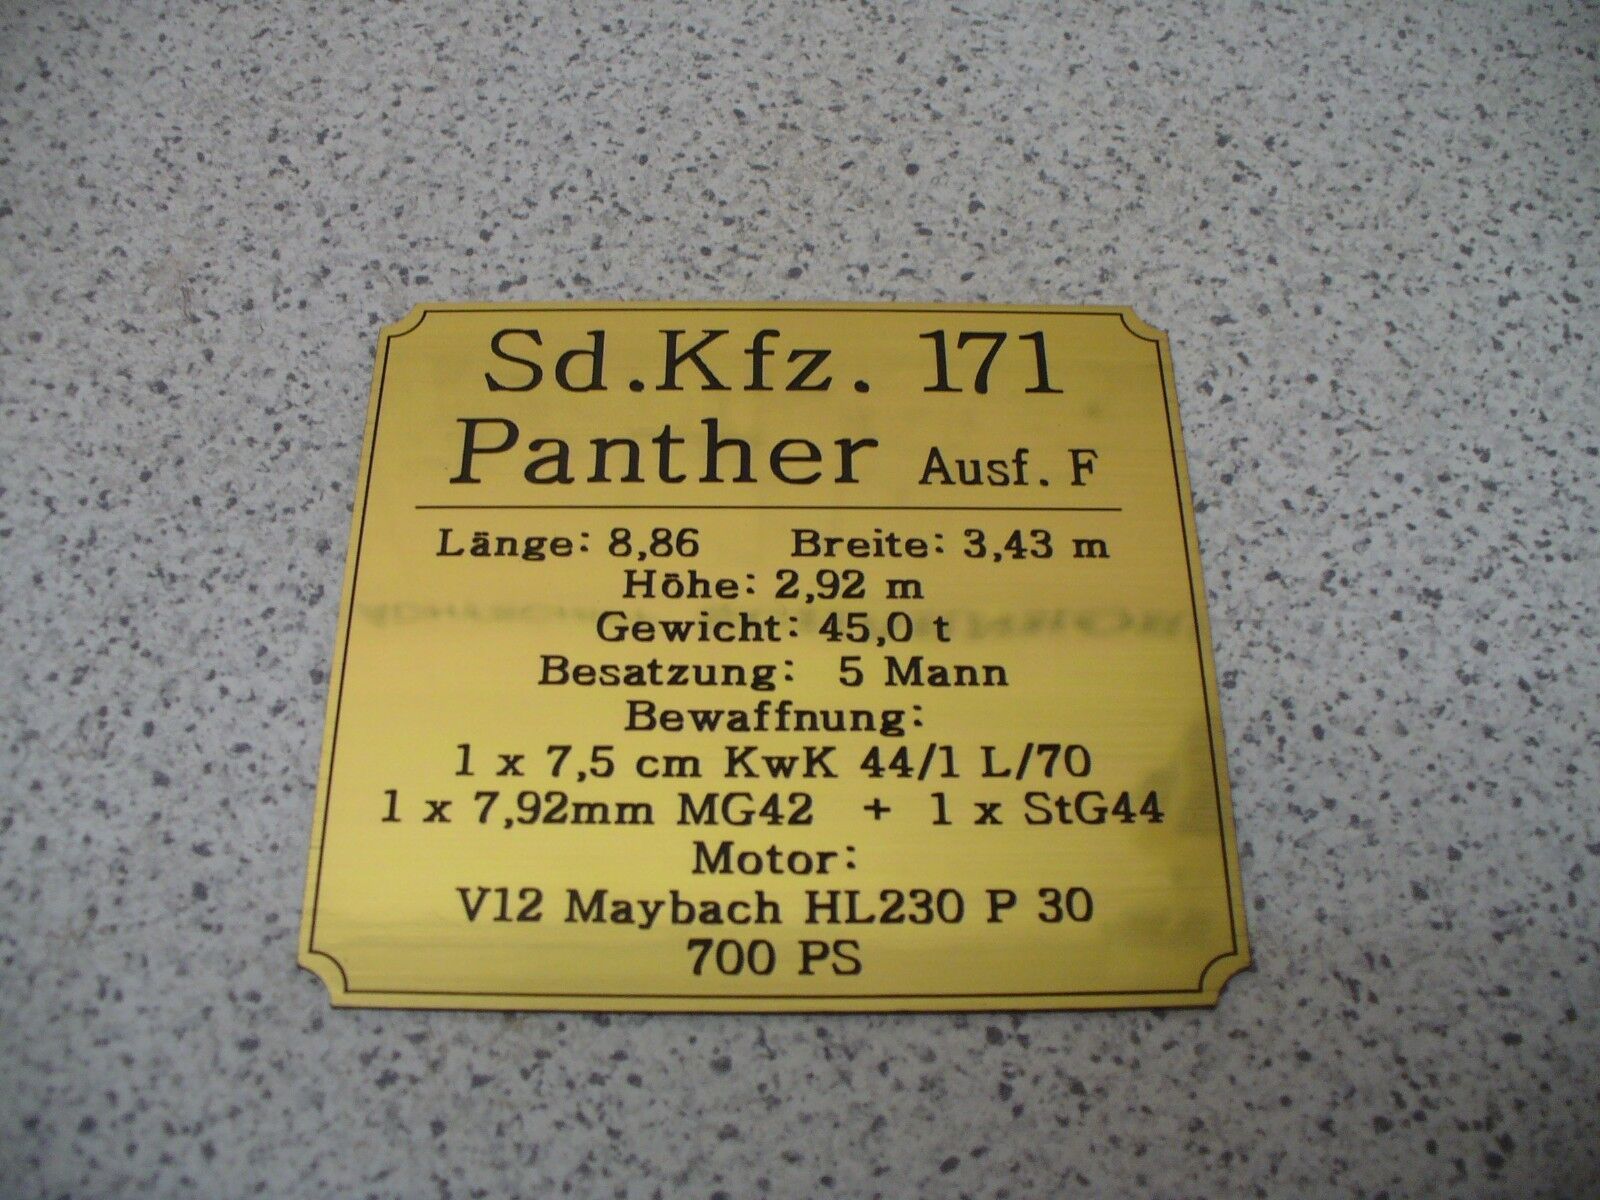 Sd.Kfz. 171
Panther Ausf. F
Länge: 8,86 Breite: 3,43 m
Höhe: 2,92 m
Gewicht: 45,0 t
Besatzung: 5 Mann
Bewaffnung:
1 x 7,5 cm KwK 44/1 L/70
1 x 7,92mm MG42 + 1 x StG44
Motor:
V12 Maybach HL230 P 30
700 PS